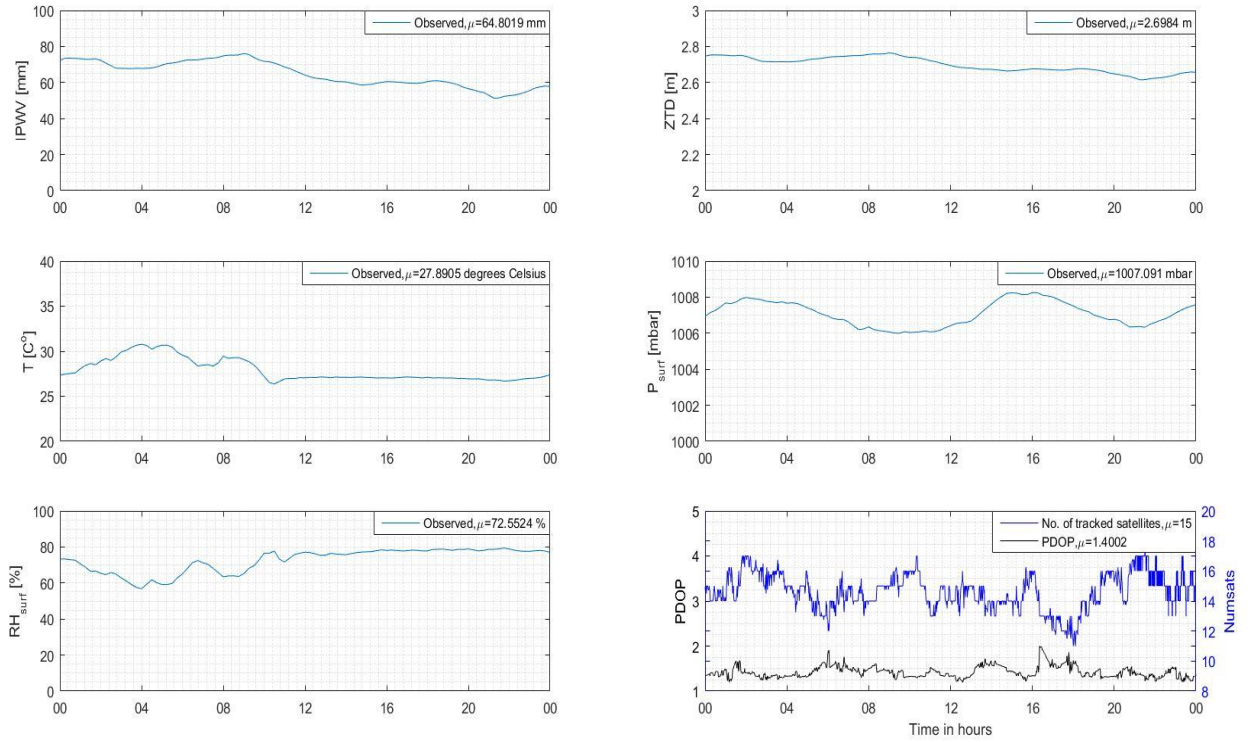 Observed,μ=64.8019 mm
100
80
60
40
20
0
IPWV [mm]
00 04 08 12 16 20 00
Observed,μ=2.6984 m
3
2.8
2.6
2.4
2.2
2
ZTD [m]
00 04 08 12 16 20 00
Observed,μ=27.8905 degrees Celsius
40
35
30
25
20
T [C°]
00 04 08 12 16 20 00
Observed,μ=1007.091 mbar
1010
1008
1006
1004
1002
1000
P surf [mbar]
00 04 08 12 16 20 00
Observed,μ=72.5524 %
100
80
60
40
20
0
RH surf [%]
00 04 08 12 16 20 00
No. of tracked satellites,μ=15
PDOP,μ=1.4002
5
4
3
2
1
PDOP
20
18
16
14
12
10
8
Numsats
00 04 08 12 16 20 00
Time in hours